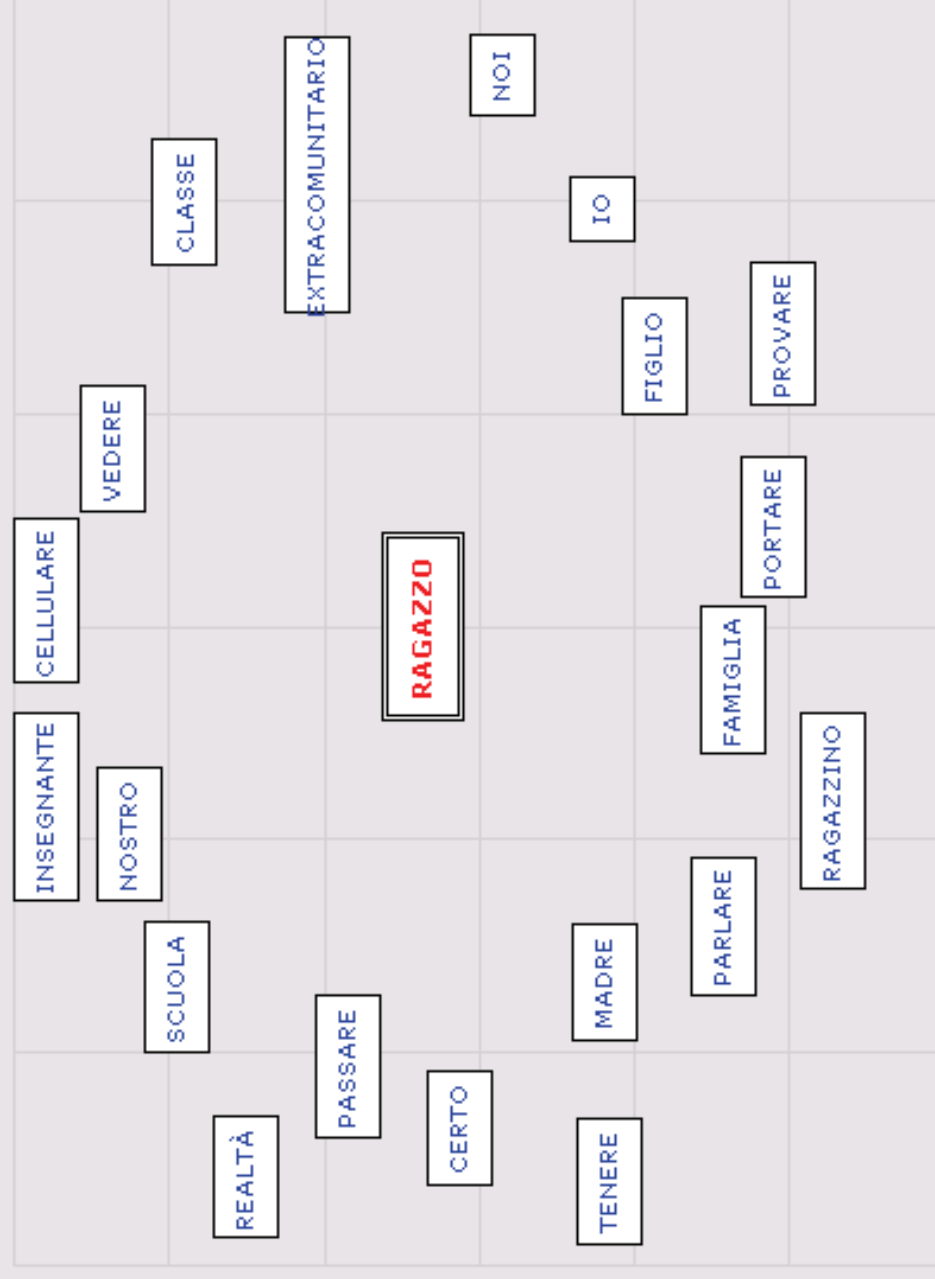 INSEGNANTE
CELLULARE
VEDERE
NOSTRO
SCUOLA
CLASSE
REALTÀ
EXTRACOMUNITARIO
PASSARE
RAGAZZO
CERTO
NOI
TENERE
MADRE
IO
FIGLIO
PARLARE
FAMIGLIA
PORTARE
PROVARE
RAGAZZINO